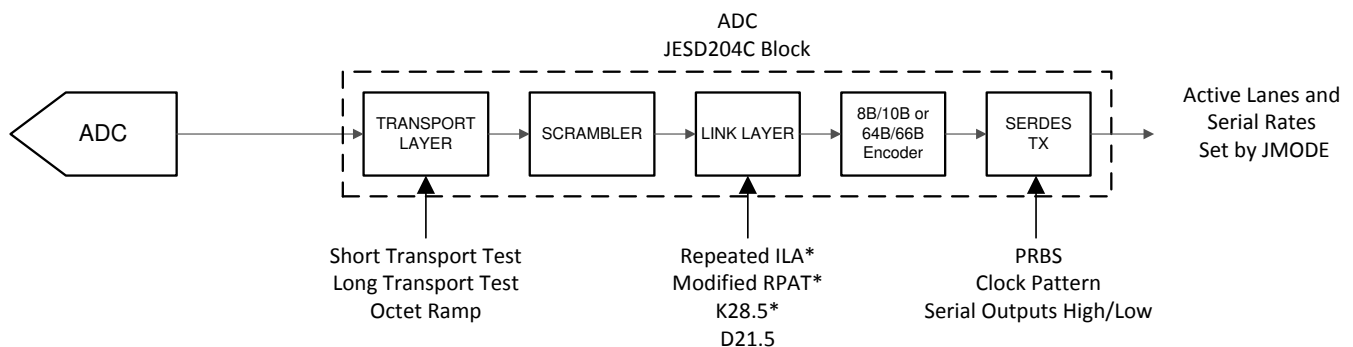 ADC
JESD204C Block
ADC
TRANSPORT
LAYER
SCRAMBLER
LINK LAYER
8B/10B or
64B/66B
Encoder
SERDES
TX
Active Lanes and
Serial Rates
Set by JMODE
Short Transport Test
Long Transport Test
Octet Ramp
Repeated ILA*
Modified RPAT*
K28.5*
D21.5
PRBS
Clock Pattern
Serial Outputs High/Low